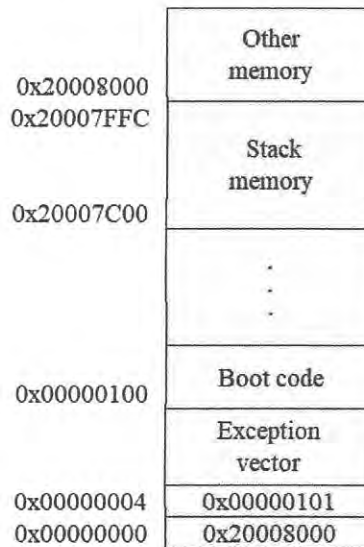 Other
memory
0x20008000
0x20007FFC
Stack
memory
0x20007C00
.
.
.
Boot code
0x00000100
Exception
vector
0x00000004 0x00000101
0x00000000 0x20008000